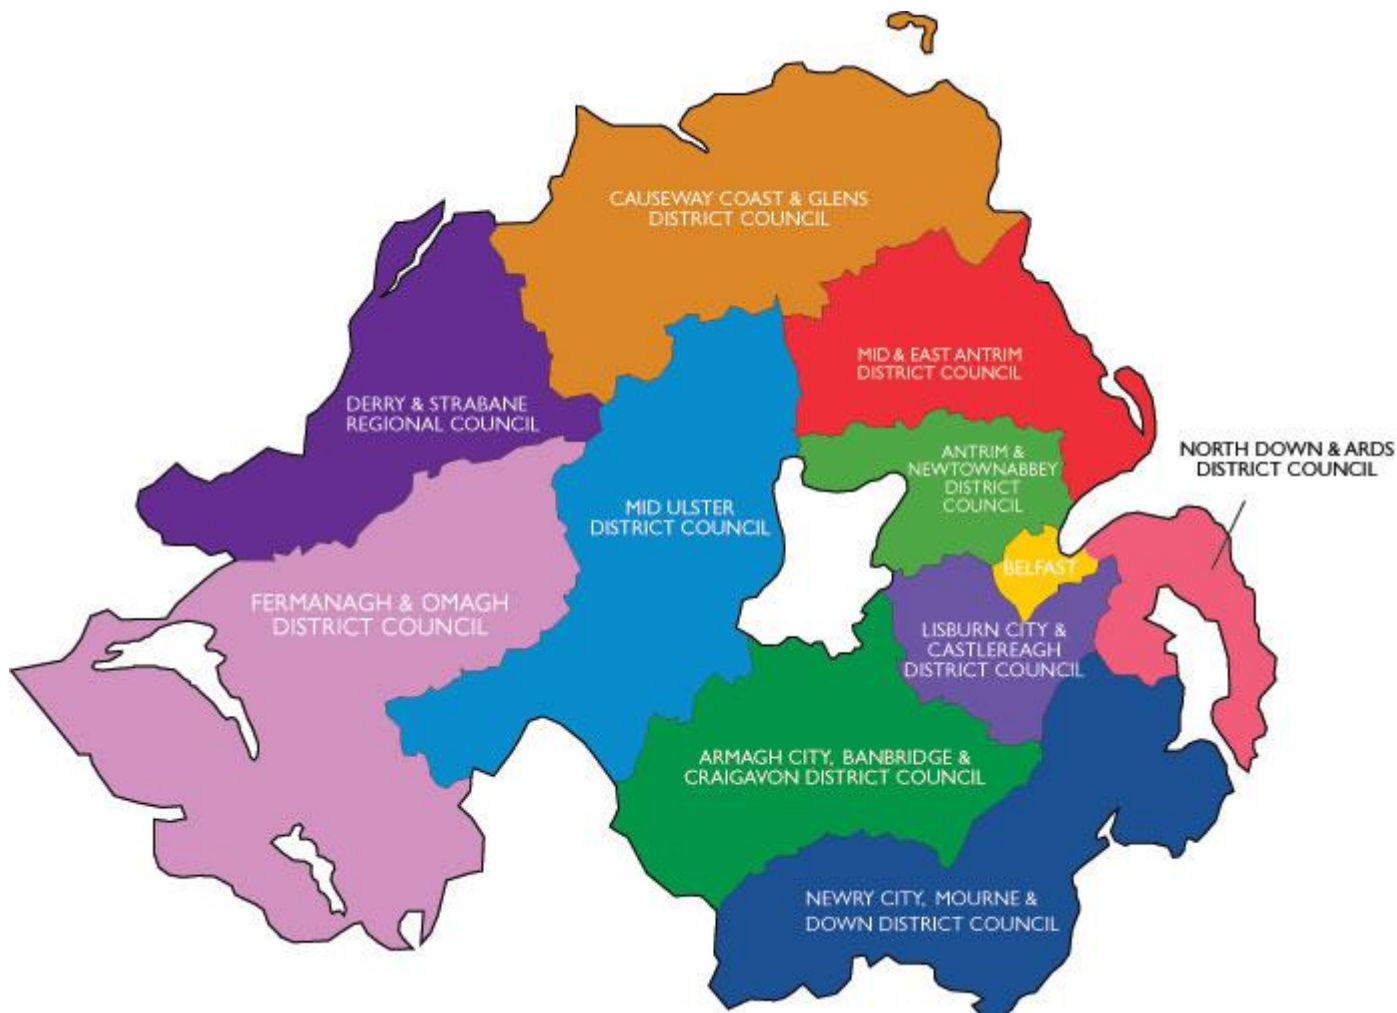 CAUSEWAY COAST & GLENS
DISTRICT COUNCIL
MID & EAST ANTRIM
DISTRICT COUNCIL
DERRY & STRABANE
REGIONAL COUNCIL
ANTRIM &
NEWTOWNABBEY
DISTRICT
COUNCIL
NORTH DOWN & ARDS
DISTRICT COUNCIL
MID ULSTER
DISTRICT COUNCIL
BELFAST
FERMANAGH & OMAGH
DISTRICT COUNCIL
LISBURN CITY &
CASTLEREAGH
DISTRICT COUNCIL
ARMAGH CITY, BANBRIDGE &
CRAIGAVON DISTRICT COUNCIL
NEWRY CITY, MOURNE &
DOWN DISTRICT COUNCIL